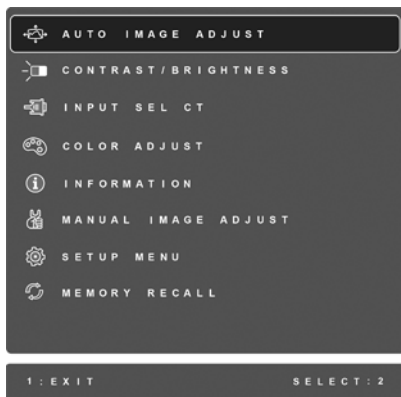 AUTO IMAGE ADJUST
CONTRAST/BRIGHTNESS
INPUT SEL CT
COLOR ADJUST
INFORMATION
MANUAL IMAGE ADJUST
SETUP MENU
MEMORY RECALL
1:EXIT SELECT:2